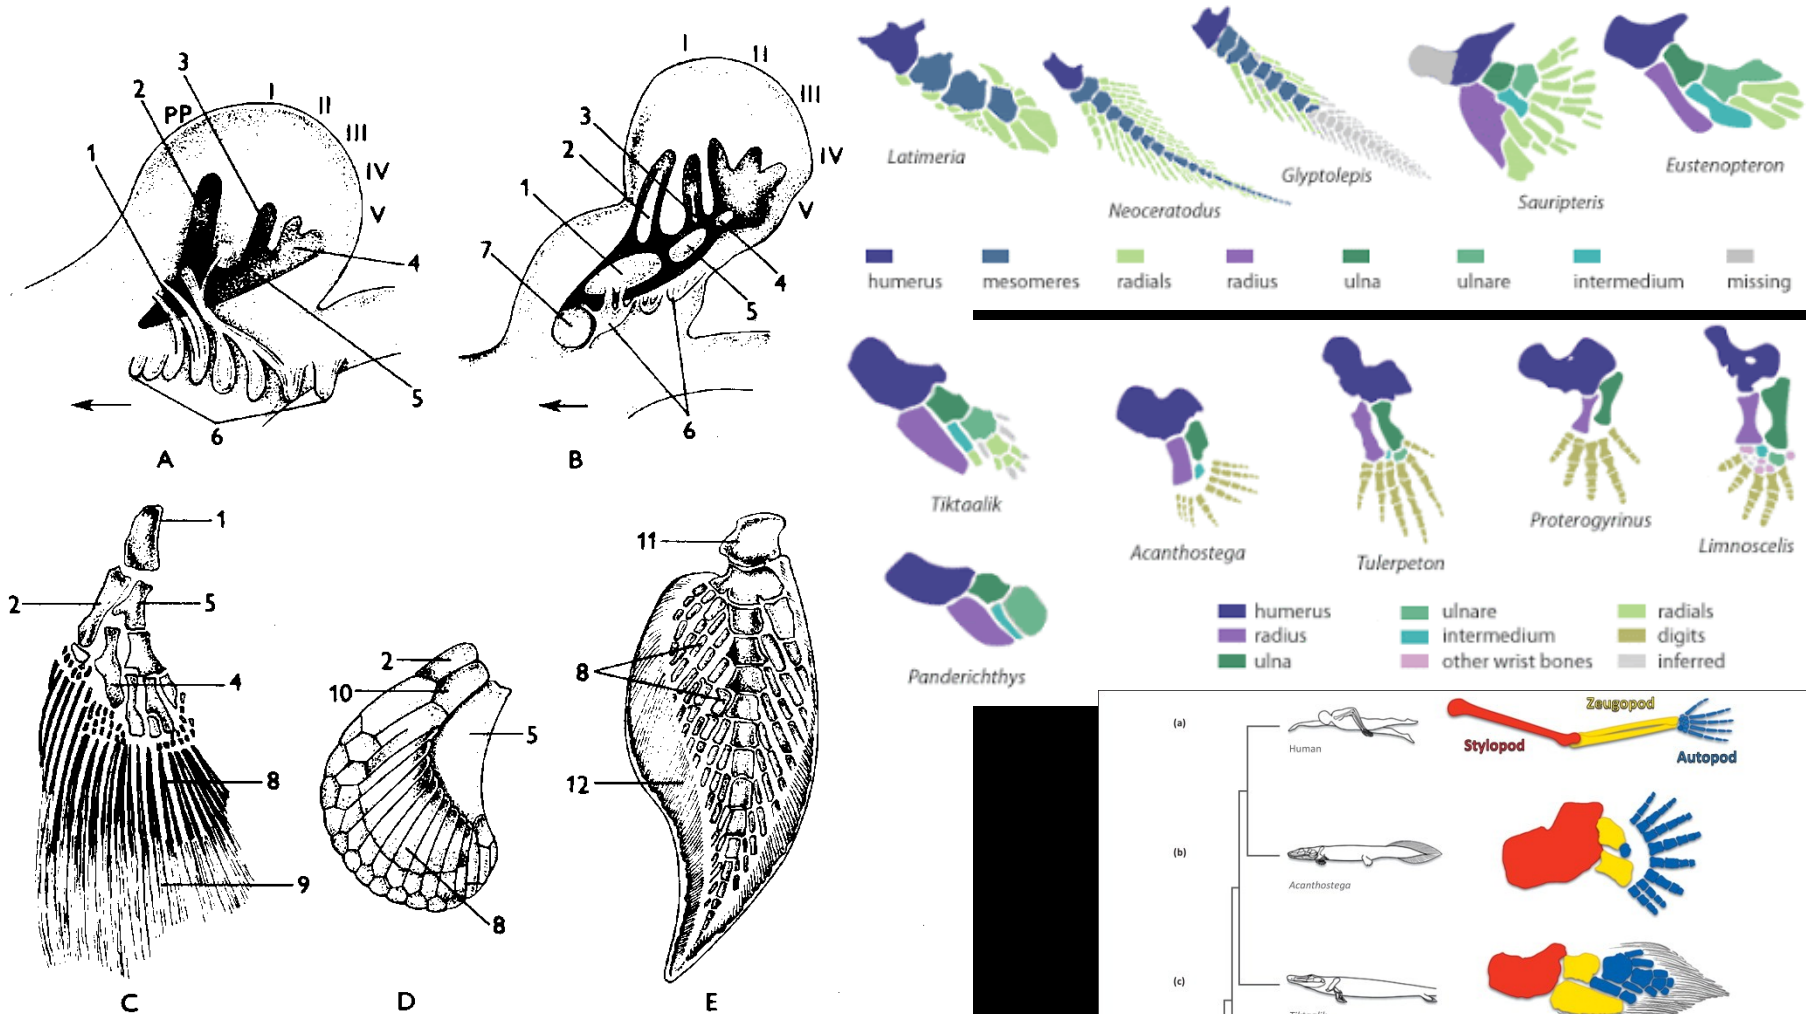 3
2
PP
I
II
III
IV
V
1
4
5
6
A
I
II
III
IV
V
3
2
1
7
4
5
6
B
1
2
5
4
8
9
C
2
10
5
8
D
11
8
12
E
Latimeria
Neoceratodus
Glyptolepis
Sauripteris
Eustenopteron
humerus
mesomeres
radials
radius
ulna
ulnare
intermedium
missing
Tiktaalik
Acanthostega
Tulerpeton
Proterogyrinus
Limnoscelis
Panderichthys
humerus
radius
ulna
ulnare
intermedium
other wrist bones
radials
digits
inferred
(a)
Human
Stylopod
Zeugopod
Autopod
(b)
Acanthostega
(c)